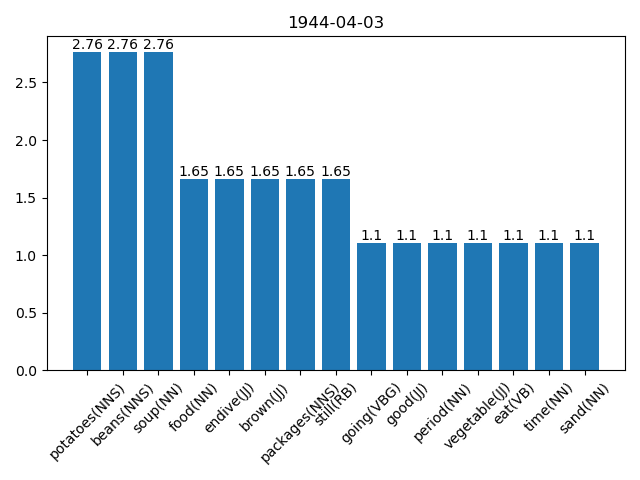 1944-04-03
2.76 2.76 2.76
1.65 1.65 1.65 1.65 1.65
1.1 1.1 1.1 1.1 1.1 1.1 1.1
2.5
2.0
1.5
1.0
0.5
0.0
potatoes(NNS)
beans(NNS)
soup(NN)
food(NN)
endive(JJ)
brown(JJ)
packages(NNS)
still(RB)
going(VBG)
good(JJ)
period(NN)
vegetable(JJ)
eat(VB)
time(NN)
sand(NN)